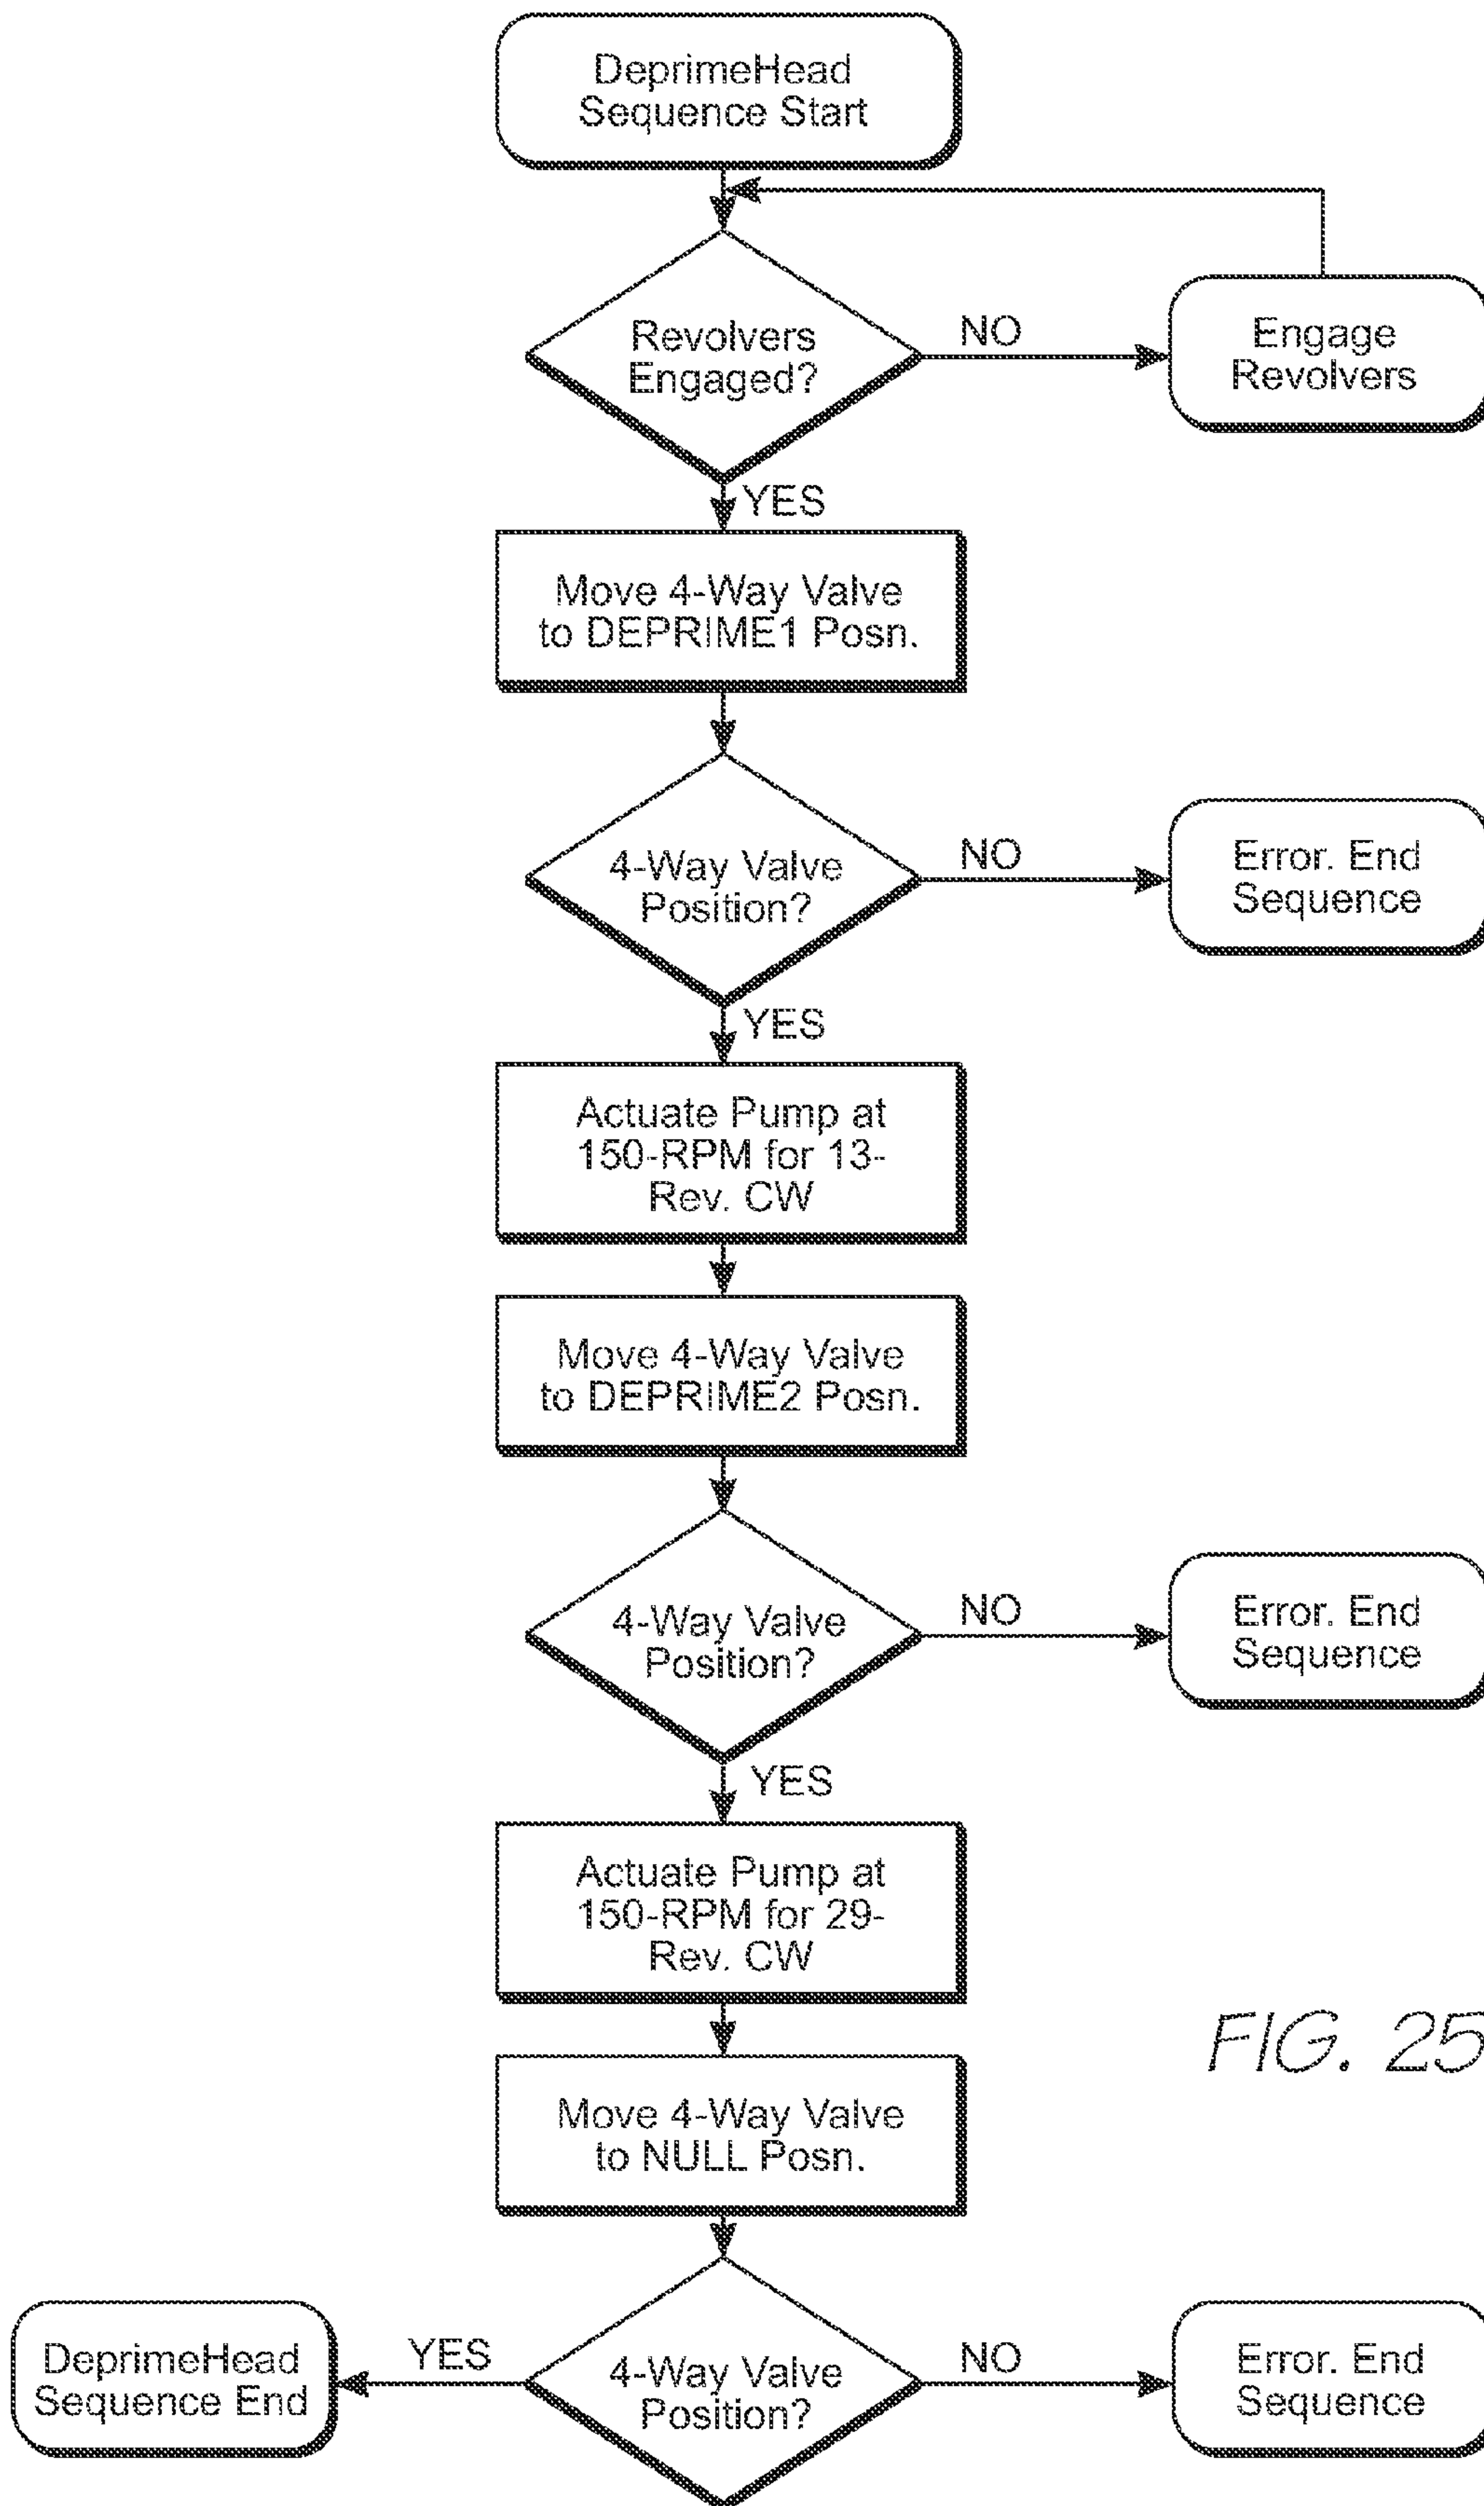 DeprimeHead
Sequence Start
Revolvers
Engaged?
NO
Engage
Revolvers
YES
Move 4-Way Valve
to DEPRIME1 Posn.
4-Way Valve
Position?
NO
Error. End
Sequence
YES
Actuate Pump at
150-RPM for 13-
Rev. CW
Move 4-Way Valve
to DEPRIME2 Posn.
4-Way Valve
Position?
NO
Error. End
Sequence
YES
Actuate Pump at
150-RPM for 29-
Rev. CW
FIG. 25
Move 4-Way Valve
to NULL Posn.
DeprimeHead
Sequence End
YES
4-Way Valve
Position?
NO
Error. End
Sequence